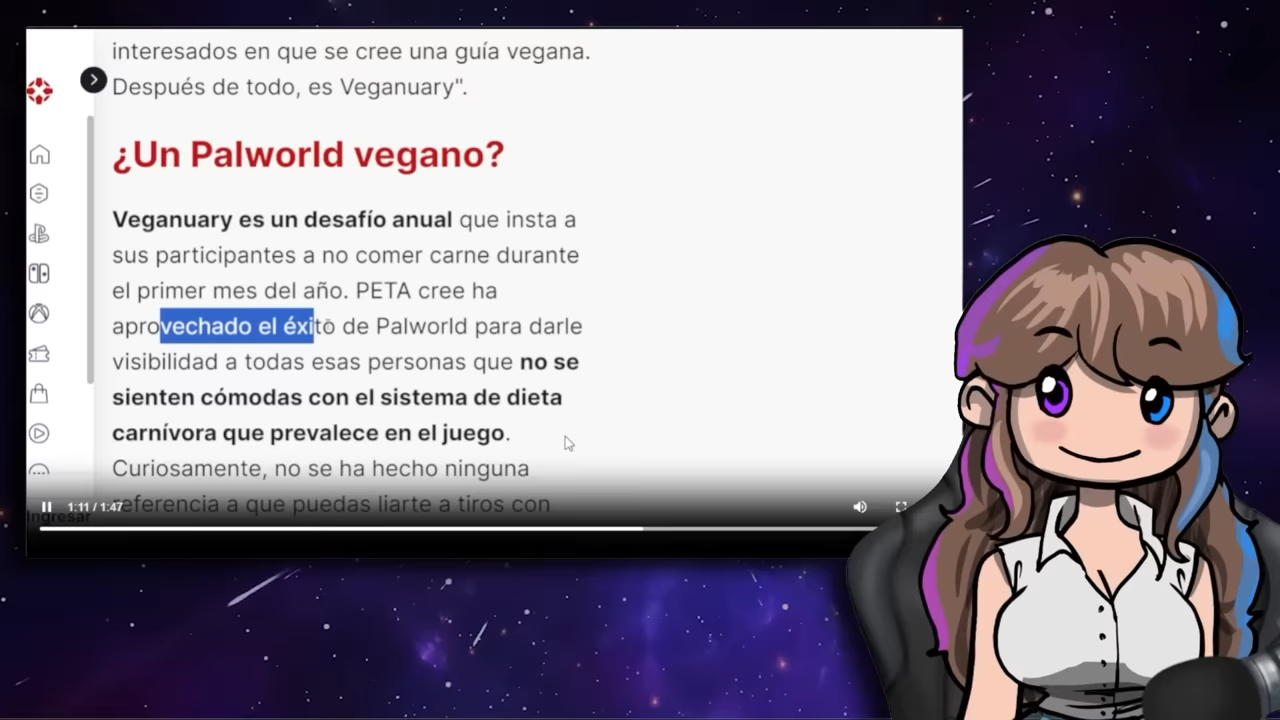 interesados en que se cree una guía vegana.
Después de todo, es Veganuary".
¿Un Palworld vegano?
Veganuary es un desafío anual que insta a
sus participantes a no comer carne durante
el primer mes del año. PETA cree ha
aprovechado el éxito de Palworld para darle
visibilidad a todas esas personas que no se
sienten cómodas con el sistema de dieta
carnívora que prevalece en el juego.
Curiosamente, no se ha hecho ninguna
referencia a que puedas liarte a tiros con
1:11 / 1:47
Ingresar